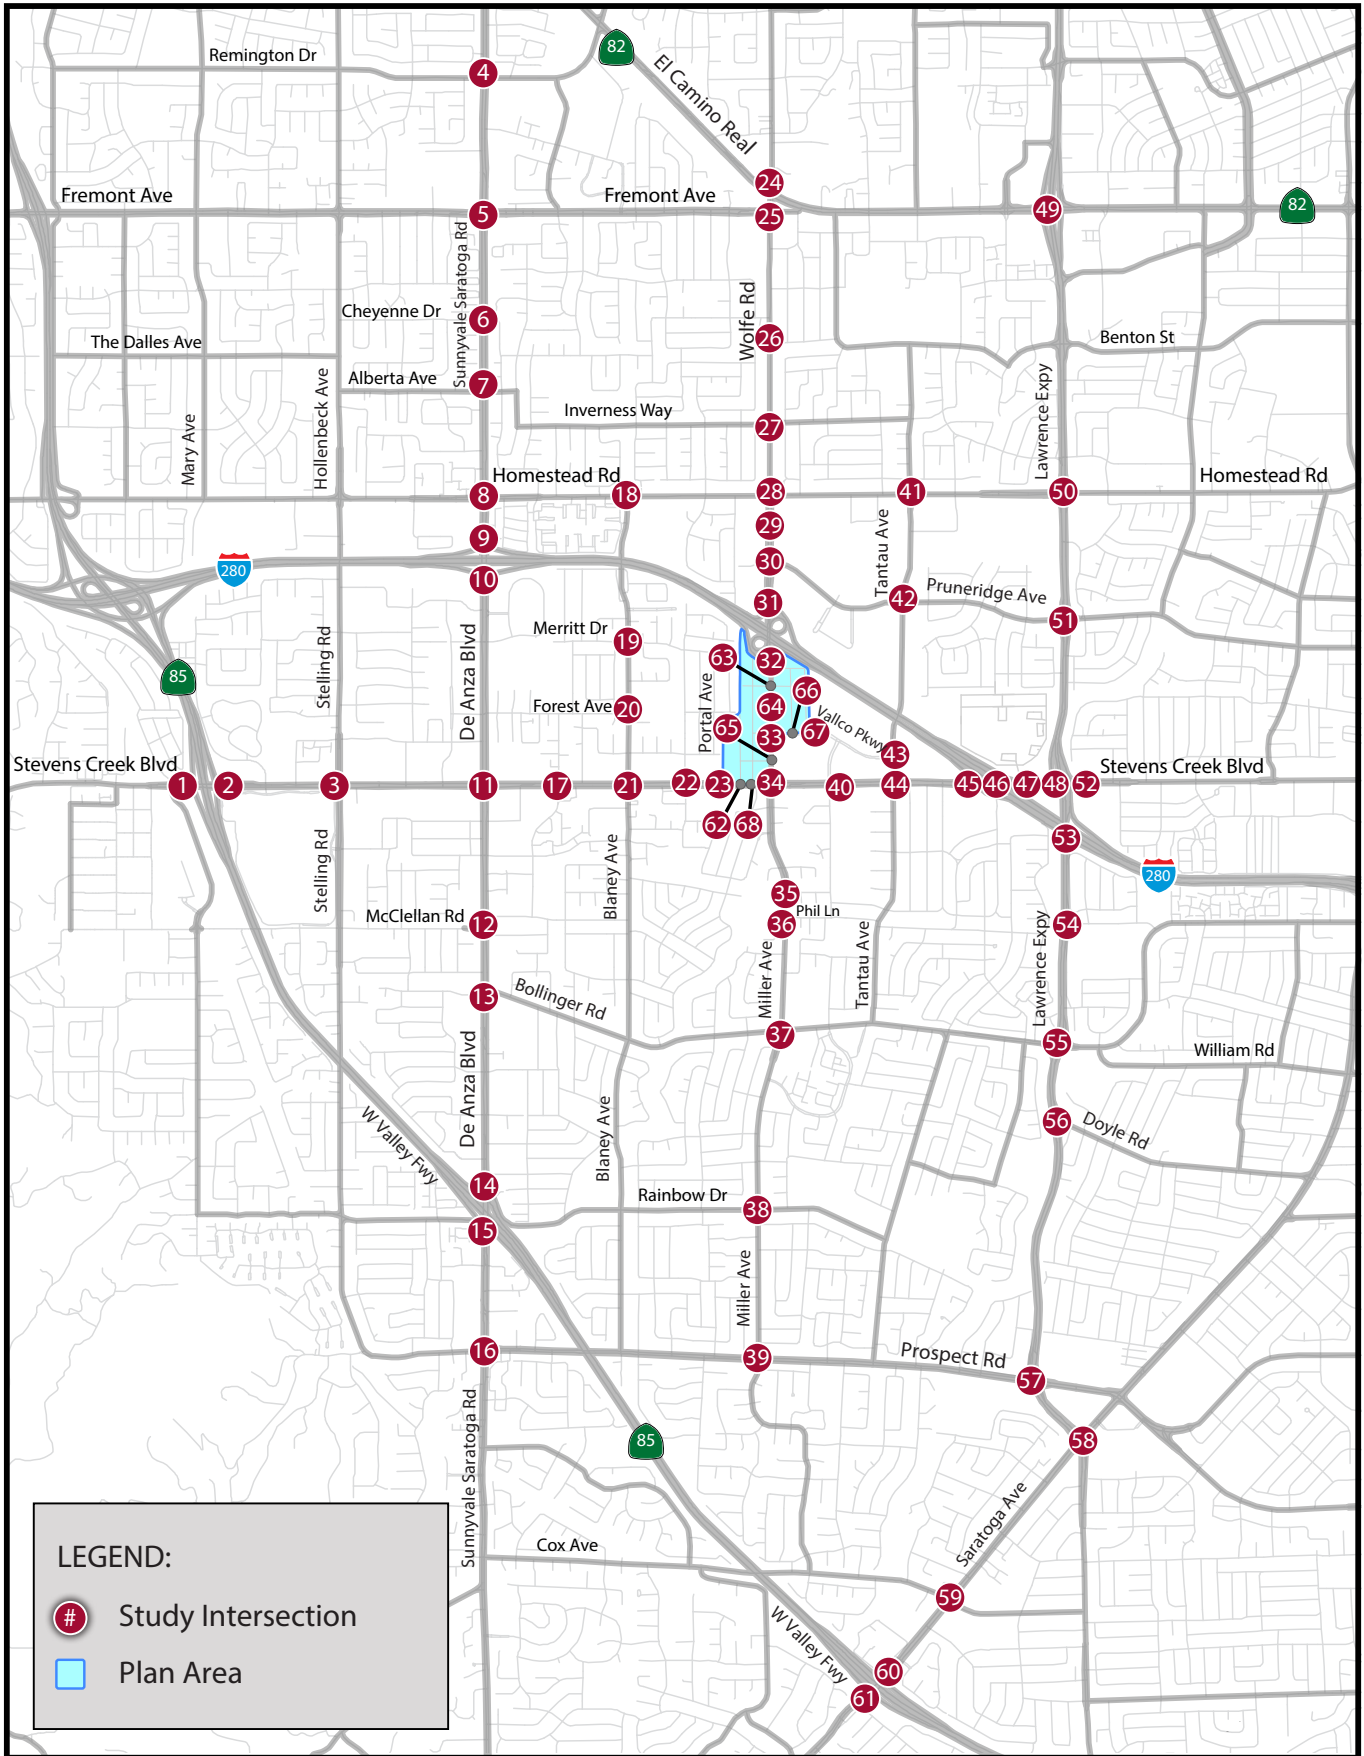 82
Remington Dr
4
El Camino Real
24
Fremont Ave
Fremont Ave
5
25
49
82
Sunnyvale Saratoga Rd
Wolfe Rd
Cheyenne Dr
6
26
The Dalles Ave
Benton St
Alberta Ave
7
Hollenbeck Ave
Lawrence Expy
Inverness Way
Mary Ave
27
Homestead Rd
Homestead Rd
8
18
28
41
50
29
9
Tantau Ave
280
30
10
Pruneridge Ave
42
31
51
Merritt Dr
19
Stelling Rd
De Anza Blvd
63
32
85
66
Portal Ave
Forest Ave
20
64
Vallco Pkwy
65
33
67
43
Stevens Creek Blvd
Stevens Creek Blvd
1
2
3
11
17
21
22
23
34
40
44
45
46
47
48
52
62
68
53
Stelling Rd
Blaney Ave
280
35
Phil Ln
McClellan Rd
12
36
54
Miller Ave
Tantau Ave
Lawrence Expy
13
Bollinger Rd
37
55
William Rd
De Anza Blvd
W Valley Fwy
Blaney Ave
56
Doyle Rd
14
Rainbow Dr
38
15
Miller Ave
16
39
Prospect Rd
57
Sunnyvale Saratoga Rd
85
58
Saratoga Ave
Cox Ave
59
W Valley Fwy
60
61
LEGEND:
# Study Intersection
Plan Area